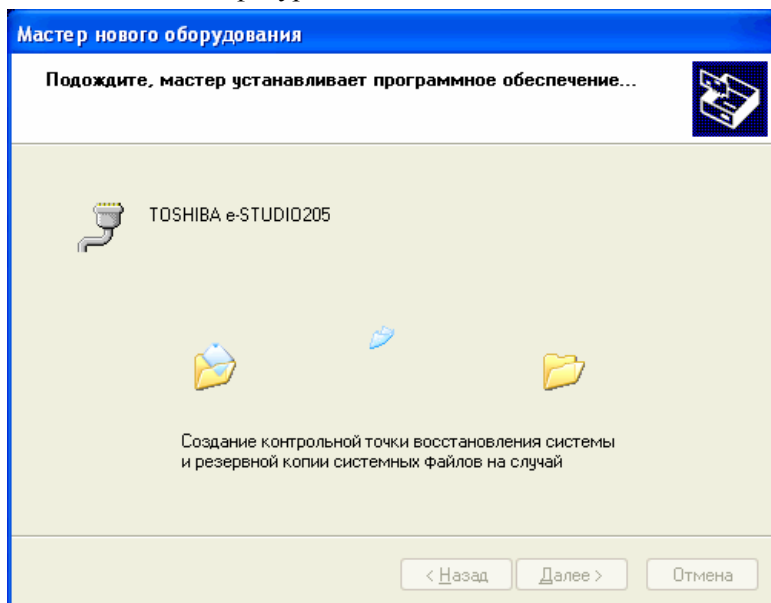 Мастер нового оборудования
Подождите, мастер устанавливает программное обеспечение...
TOSHIBA e-STUDIO205
Создание контрольной точки восстановления системы
и резервной копии системных файлов на случай
< Назад Далее > Отмена